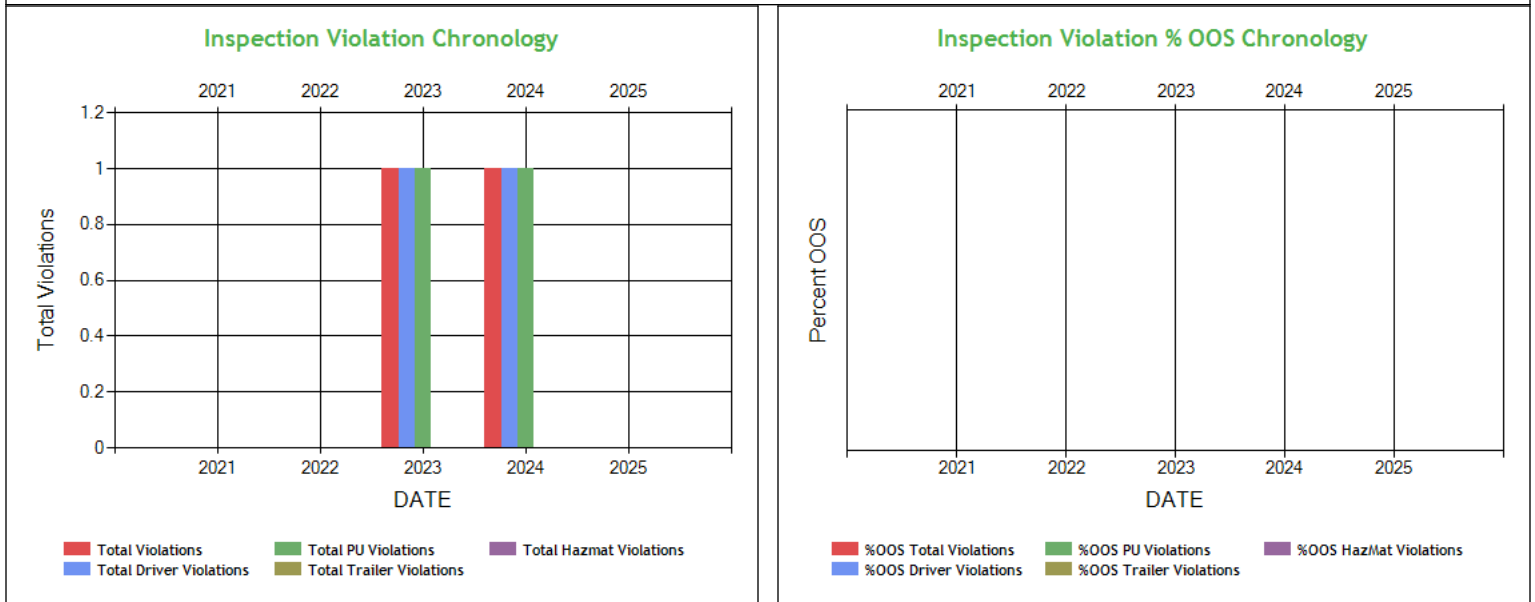 Inspection Violation Chronology
2021 2022 2023 2024 2025
1.2
1
0.8
0.6
0.4
0.2
0
Total Violations
2021 2022 2023 2024 2025
DATE
Total Violations Total PU Violations Total Hazmat Violations
Total Driver Violations Total Trailer Violations
Inspection Violation % OOS Chronology
2021 2022 2023 2024 2025
Percent OOS
2021 2022 2023 2024 2025
DATE
%OOS Total Violations %OOS PU Violations %OOS HazMat Violations
%OOS Driver Violations %OOS Trailer Violations